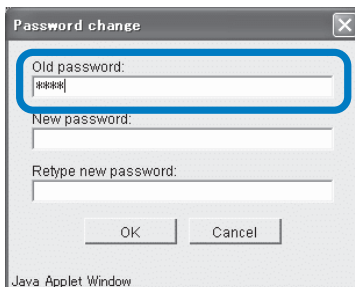 Password change
Old password:
****
New password:
Retype new password:
OK Cancel
Java Applet Window